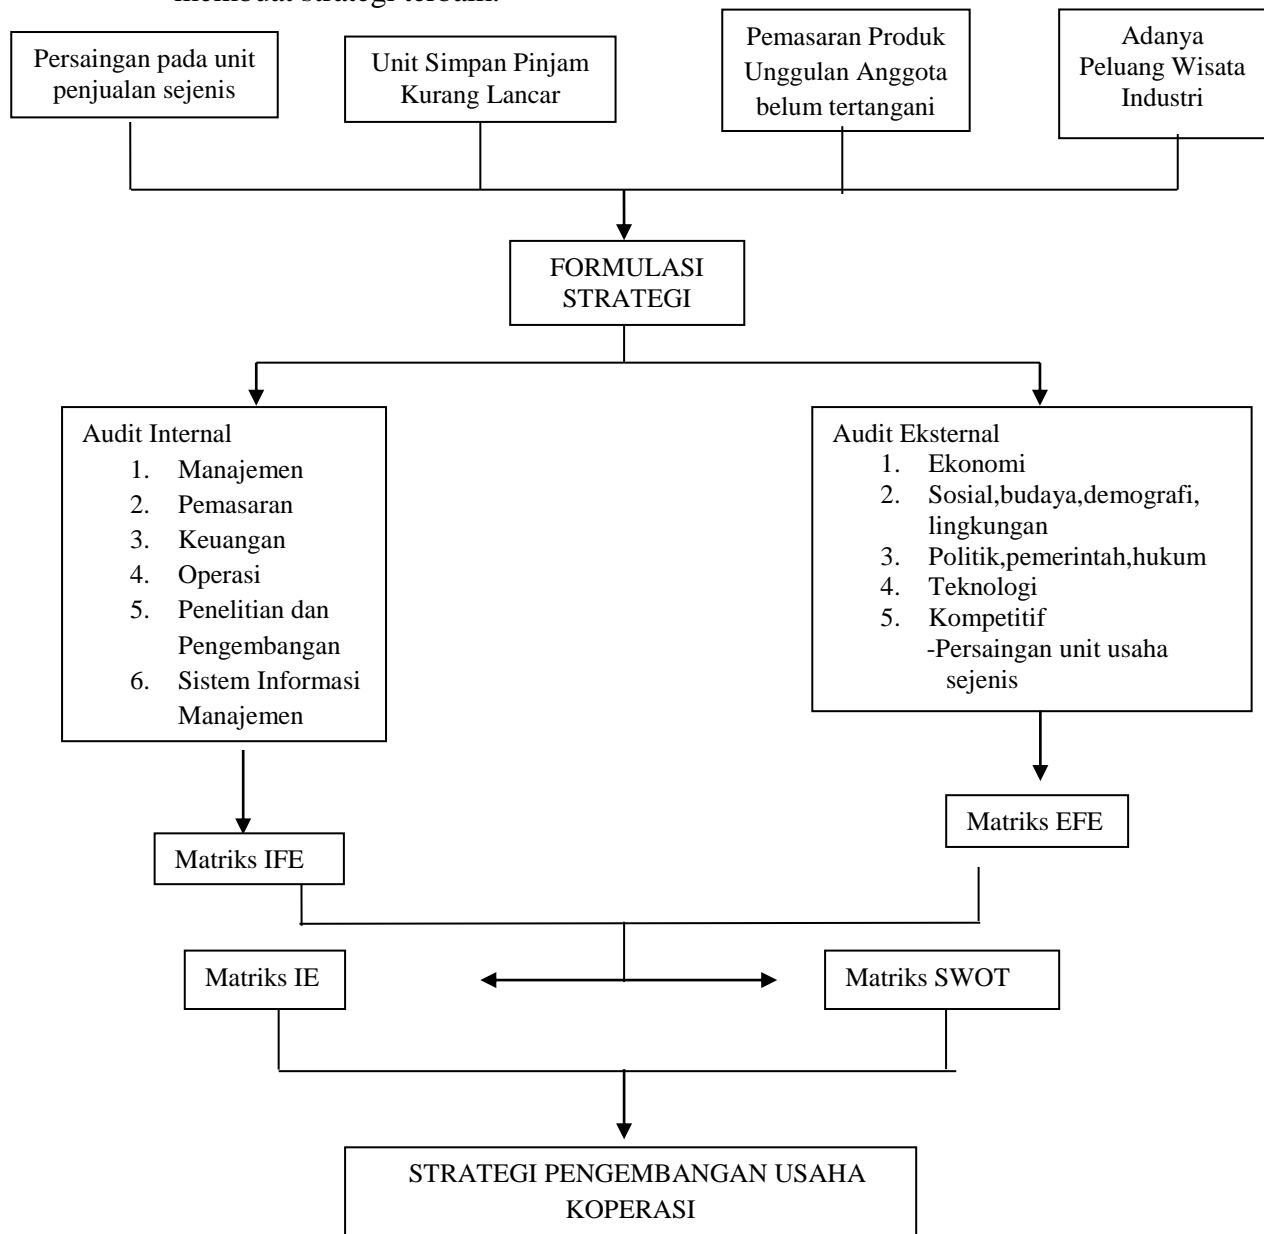 membuat strategi terbaik.
Persaingan pada unit
penjualan sejenis
Unit Simpan Pinjam
Kurang Lancar
Pemasaran Produk
Unggulan Anggota
belum tertangani
Adanya
Peluang Wisata
Industri
FORMULASI
STRATEGI
Audit Internal
1. Manajemen
2. Pemasaran
3. Keuangan
4. Operasi
5. Penelitian dan
Pengembangan
6. Sistem Informasi
Manajemen
Audit Eksternal
1. Ekonomi
2. Sosial,budaya,demografi,
lingkungan
3. Politik,pemerintah,hukum
4. Teknologi
5. Kompetitif
-Persaingan unit usaha
sejenis
Matriks IFE
Matriks EFE
Matriks IE
Matriks SWOT
STRATEGI PENGEMBANGAN USAHA
KOPERASI